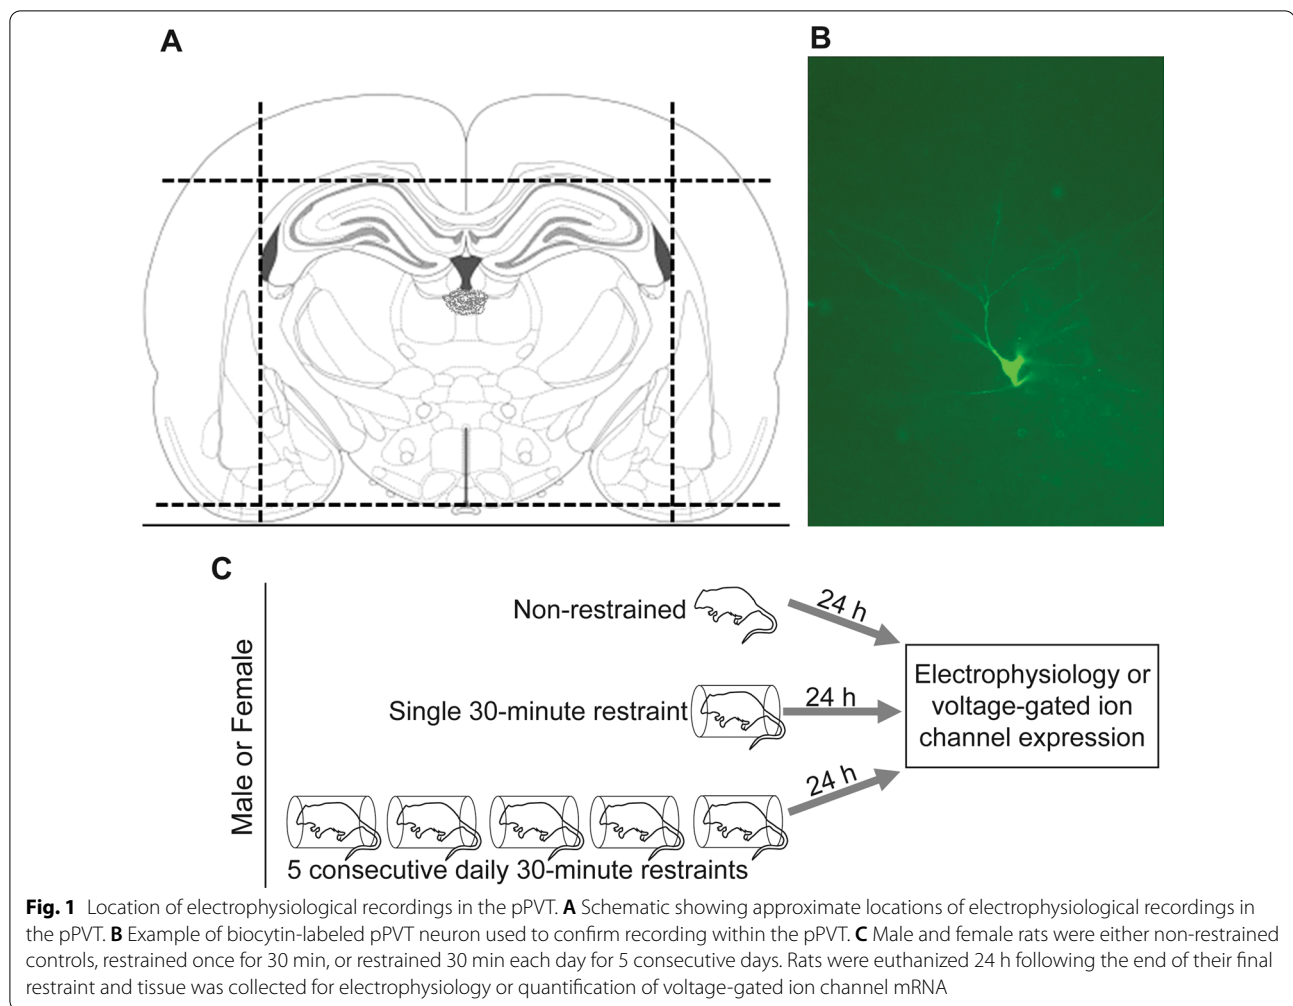 A
B
C
Male or Female
Non-restrained
24 h
Single 30-minute restraint
24 h
24 h
5 consecutive daily 30-minute restraints
Electrophysiology or
voltage-gated ion
channel expression
Fig. 1 Location of electrophysiological recordings in the pPVT. A Schematic showing approximate locations of electrophysiological recordings in
the pPVT. B Example of biocytin-labeled pPVT neuron used to confirm recording within the pPVT. C Male and female rats were either non-restrained
controls, restrained once for 30 min, or restrained 30 min each day for 5 consecutive days. Rats were euthanized 24 h following the end of their final
restraint and tissue was collected for electrophysiology or quantification of voltage-gated ion channel mRNA